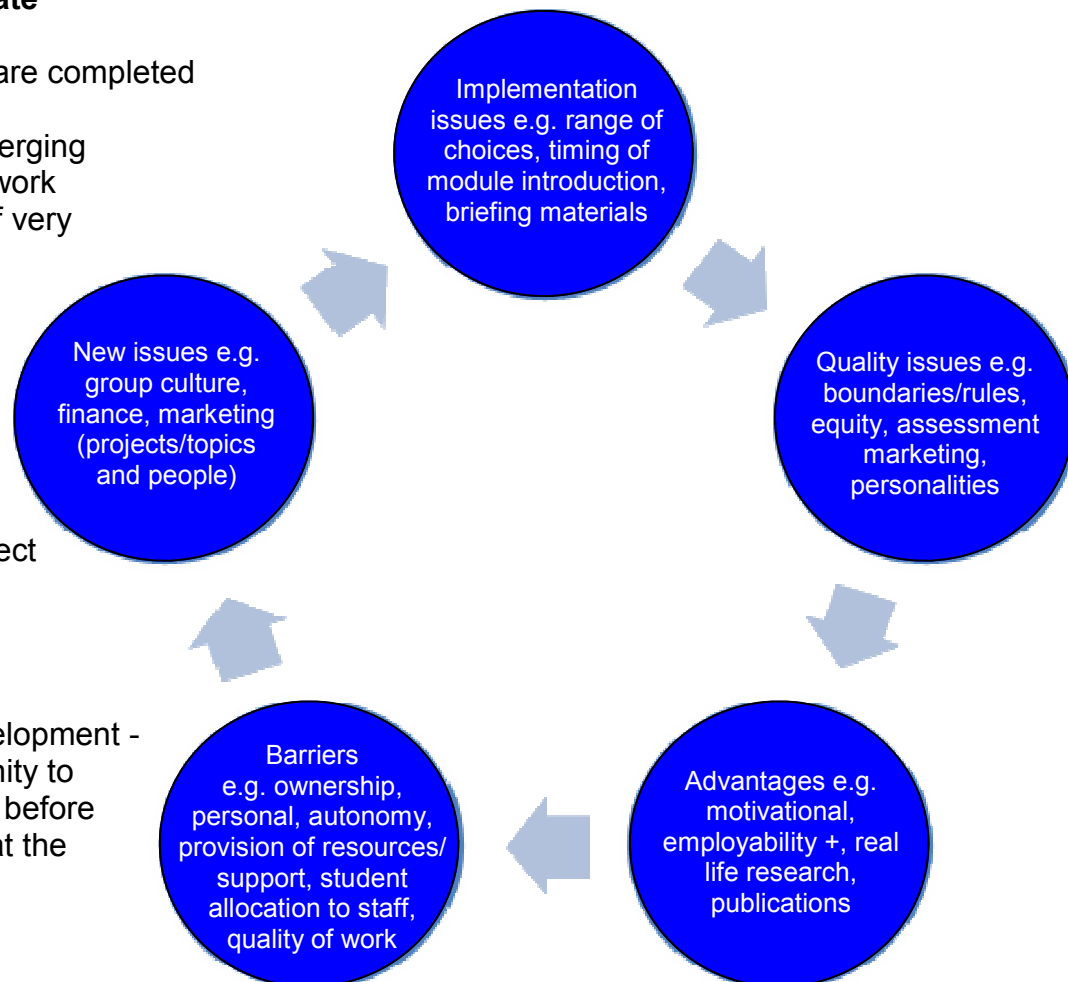 ate
are completed
erging
work
f very
ect
elopment -
nity to
before
at the
Implementation
issues e.g. range of
choices, timing of
module introduction,
briefing materials
Quality issues e.g.
boundaries/rules,
equity, assessment
marketing,
personalities
Advantages e.g.
motivational,
employability +, real
life research,
publications
Barriers
e.g. ownership,
personal, autonomy,
provision of resources/
support, student
allocation to staff,
quality of work
New issues e.g.
group culture,
finance, marketing
(projects/topics
and people)